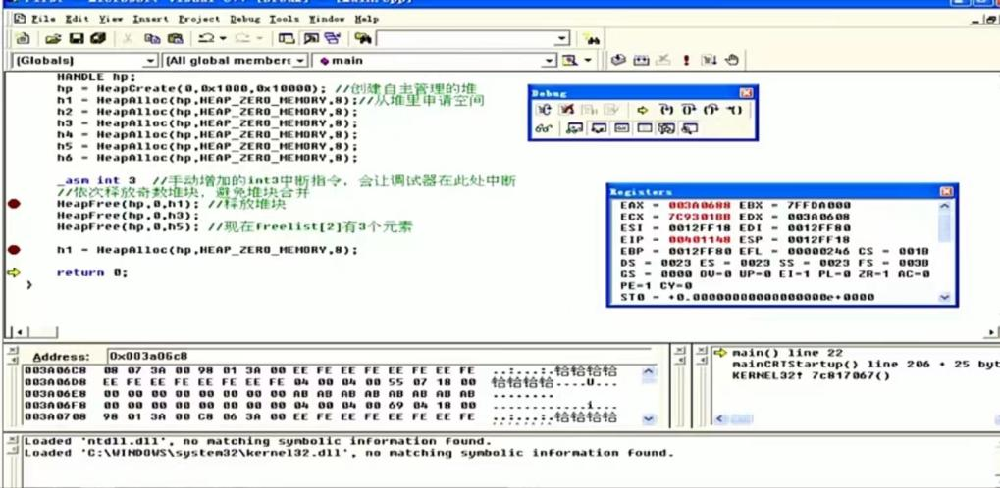 File Edit View Insert Project Debug Tools Window Help
(Globals) [All global members main
HANDLE hp;
hp = HeapCreate(0,0x1000,0x10000); //创建自主管理的堆
h1 = HeapAlloc(hp,HEAP_ZERO_MEMORY,8);//从堆里申请空间
h2 = HeapAlloc(hp,HEAP_ZERO_MEMORY,8);
h3 = HeapAlloc(hp,HEAP_ZERO_MEMORY,8);
h4 = HeapAlloc(hp,HEAP_ZERO_MEMORY,8);
h5 = HeapAlloc(hp,HEAP_ZERO_MEMORY,8);
h6 = HeapAlloc(hp,HEAP_ZERO_MEMORY,8);
_asm int 3 //手动增加的int3中断指令，会让调试器在此处中断
//依次释放奇数堆块，避免堆块合并
HeapFree(hp,0,h1); //释放堆块
HeapFree(hp,0,h3);
HeapFree(hp,0,h5); //现在freelist[2]有3个元素
h1 = HeapAlloc(hp,HEAP_ZERO_MEMORY,8);
return 0;
}
Debug
Registers
EAX = 003A0688 EBX = 7FFDA000
ECX = 7C9301BB EDX = 003A0608
ESI = 0012FF18 EDI = 0012FF80
EIP = 00401148 ESP = 0012FF18
EBP = 0012FF80 EFL = 00000246 CS = 001B
DS = 0023 ES = 0023 SS = 0023 FS = 003B
GS = 0000 OV=0 UP=0 EI=1 PL=0 ZR=1 AC=0
PE=1 CY=0
ST0 = +0.00000000000000000e+0000
Address: 0x003a06c8
003A06C8 08 07 3A 00 98 01 3A 00 EE FE EE FE EE FE EE FE ..:...:.铪铪铪铪
003A06D8 EE FE EE FE EE FE EE FE 04 00 04 00 55 07 18 00 铪铪铪铪....U...
003A06E8 00 00 00 00 00 00 00 00 AB AB AB AB AB AB AB AB ........
003A06F8 00 00 00 00 00 00 00 00 04 00 04 00 69 04 18 00 ............i...
003A0708 98 01 3A 00 C8 06 3A 00 EE FE EE FE EE FE EE FE
main() line 22
mainCRTStartup() line 206 + 25 byt
KERNEL32! 7c817067()
Loaded 'ntdll.dll', no matching symbolic information found.
Loaded 'C:\WINDOWS\system32\kernel32.dll', no matching symbolic information found.